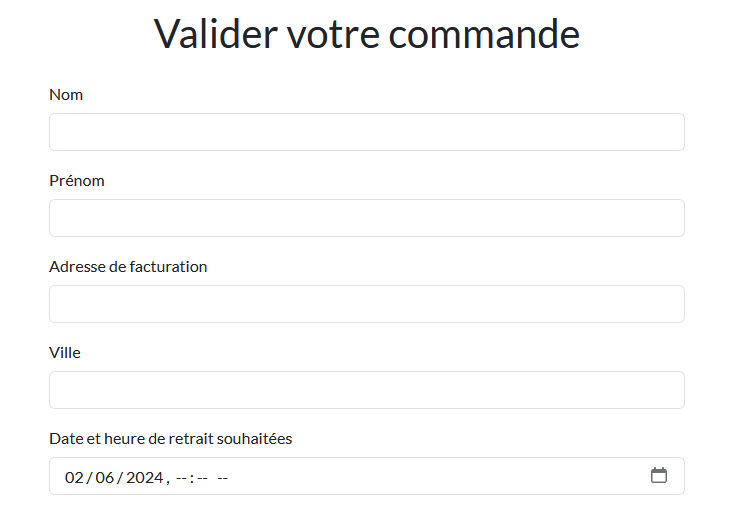 Valider votre commande
Nom
Prénom
Adresse de facturation
Ville
Date et heure de retrait souhaitées
02/06/2024, --:-- --